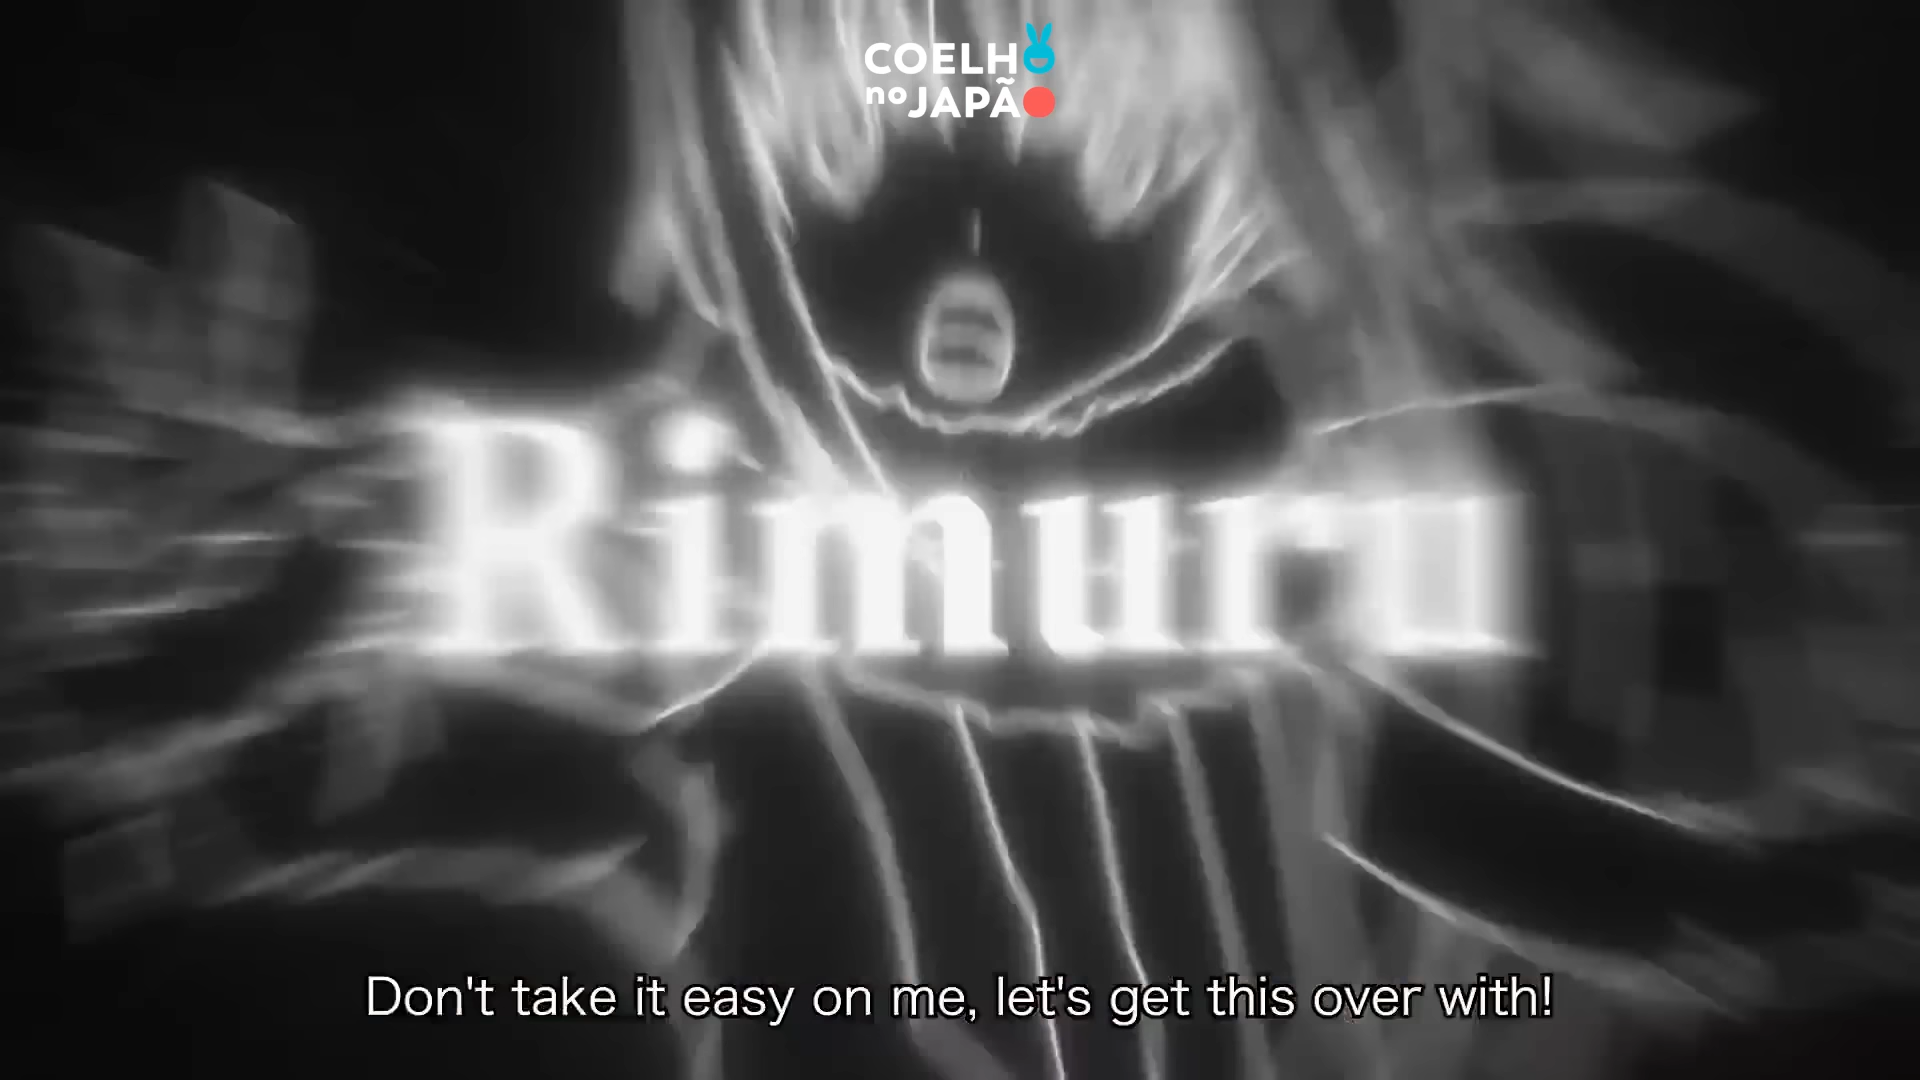 COELHO
no JAPÃO
Rimuru
Don't take it easy on me, let's get this over with!